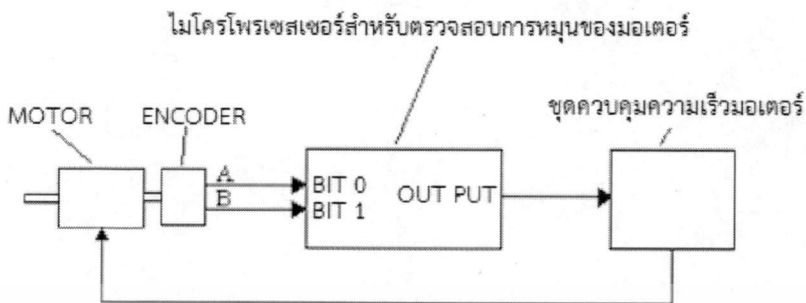 ไมโครโพรเซสเซอร์สำหรับตรวจสอบการหมุนของมอเตอร์
ชุดควบคุมความเร็วมอเตอร์
MOTOR
ENCODER
A
B
BIT 0
BIT 1
OUT PUT